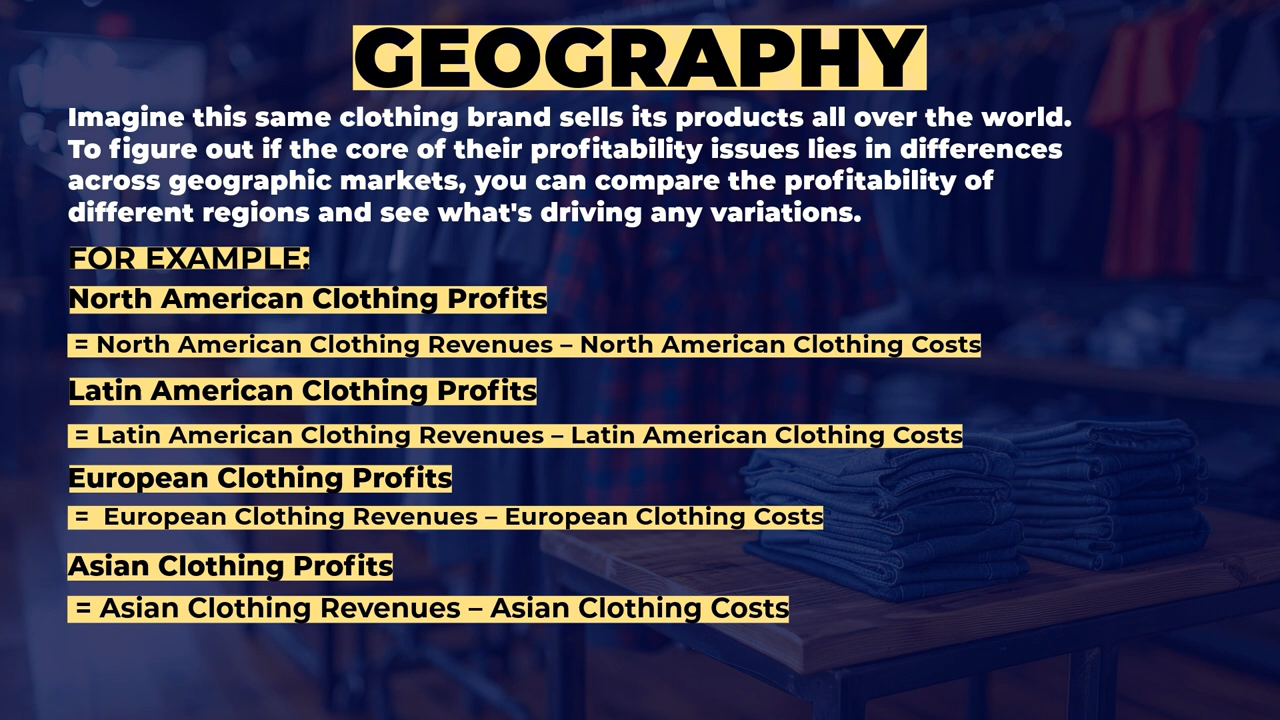 GEOGRAPHY
Imagine this same clothing brand sells its products all over the world.
To figure out if the core of their profitability issues lies in differences
across geographic markets, you can compare the profitability of
different regions and see what's driving any variations.
FOR EXAMPLE:
North American Clothing Profits
= North American Clothing Revenues – North American Clothing Costs
Latin American Clothing Profits
= Latin American Clothing Revenues – Latin American Clothing Costs
European Clothing Profits
= European Clothing Revenues – European Clothing Costs
Asian Clothing Profits
= Asian Clothing Revenues – Asian Clothing Costs